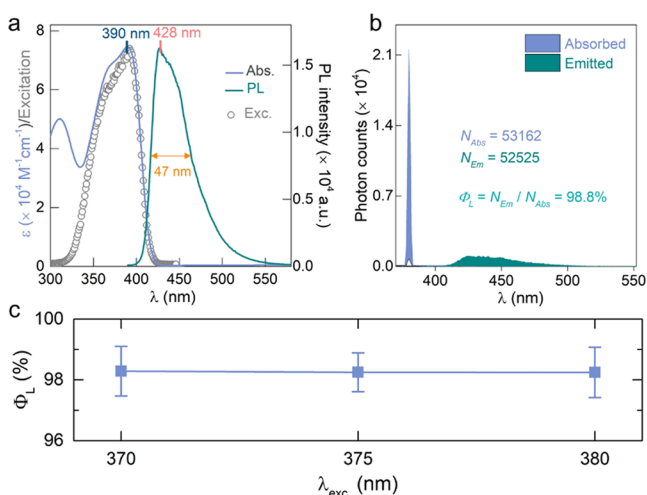 a
390 nm
428 nm
8
6
4
2
0
ε (× 10⁴ M⁻¹cm⁻¹)/Excitation
Abs.
PL
Exc.
47 nm
1.5
1.0
0.5
0.0
PL intensity (× 10⁴ a.u.)
300 350 400 450 500 550
λ (nm)
b
Absorbed
Emitted
2.1
1.4
0.7
0.0
Photon counts (× 10⁴)
N_Abs = 53162
N_Em = 52525
Φ_L = N_Em / N_Abs = 98.8%
400 450 500 550
λ (nm)
c
100
98
96
Φ_L (%)
370 375 380
λ_exc (nm)